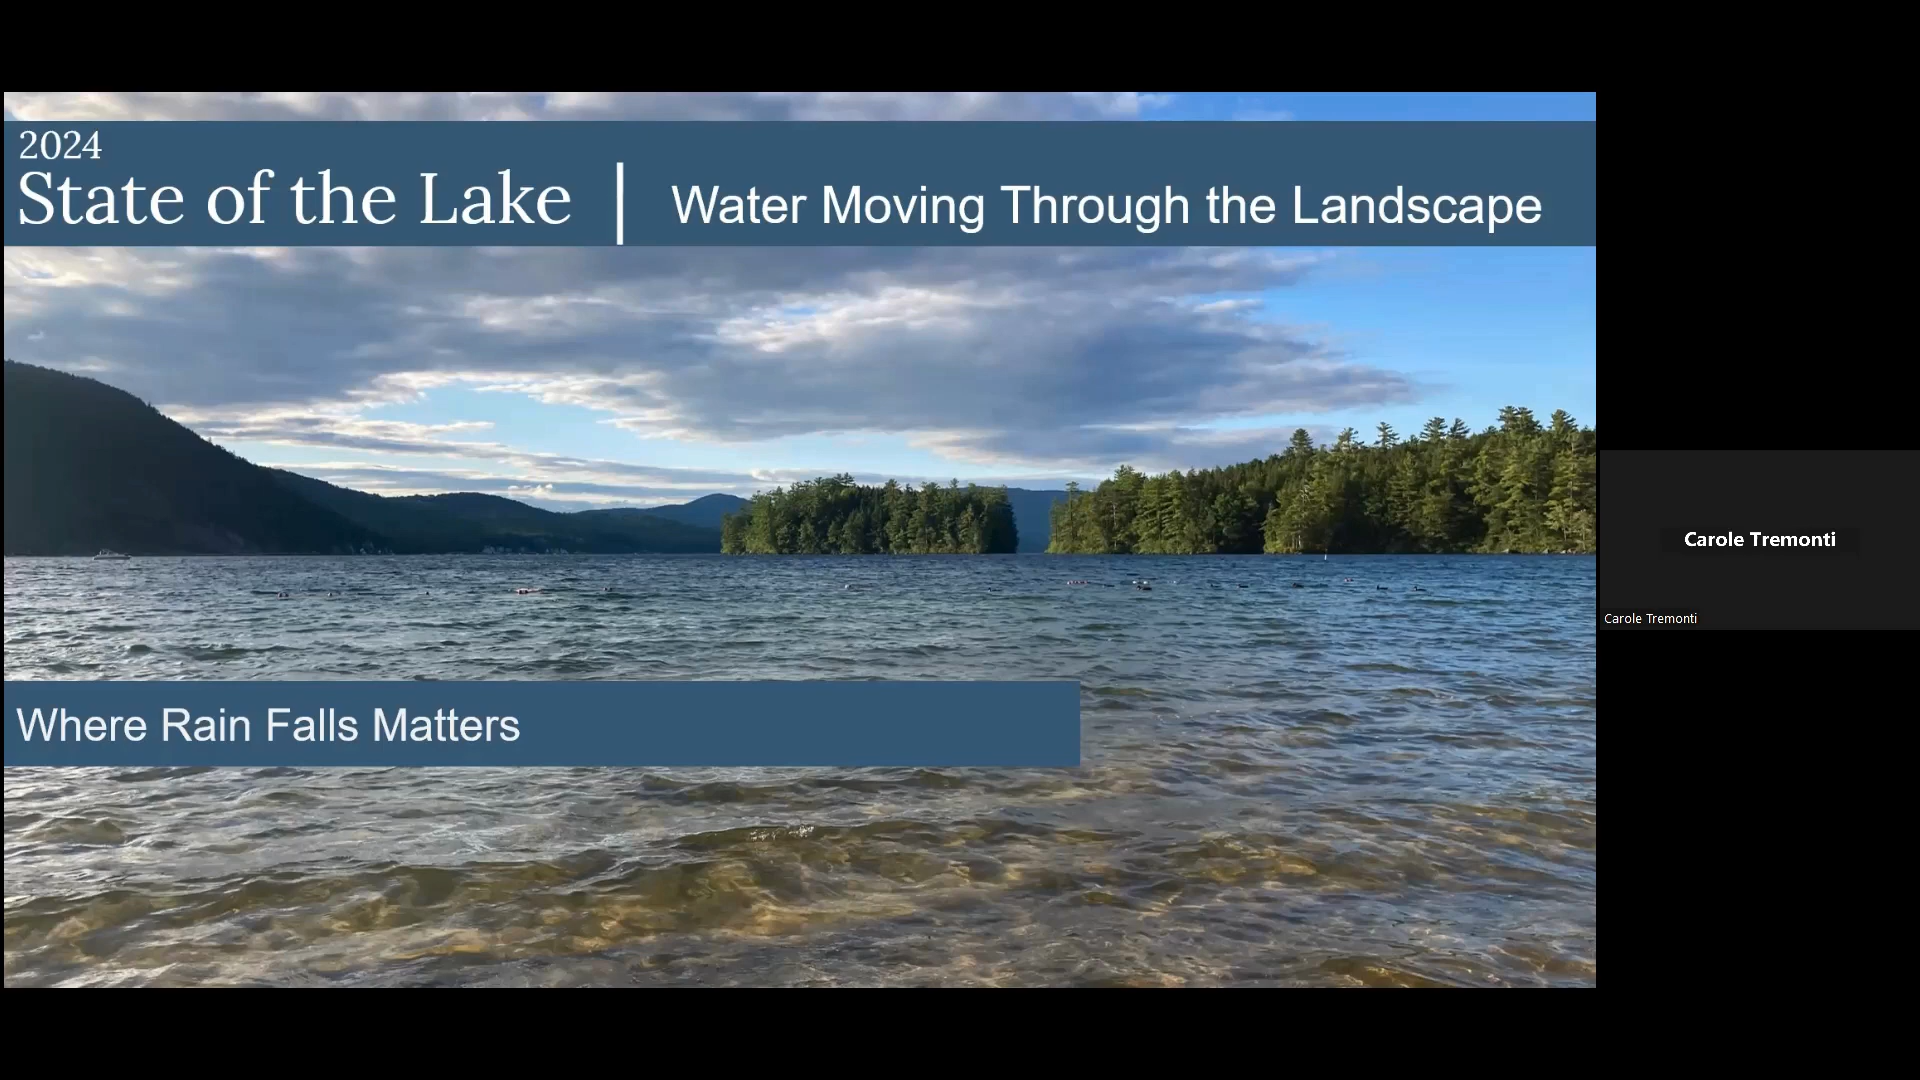 2024
State of the Lake | Water Moving Through the Landscape
Where Rain Falls Matters
Carole Tremonti
Carole Tremonti